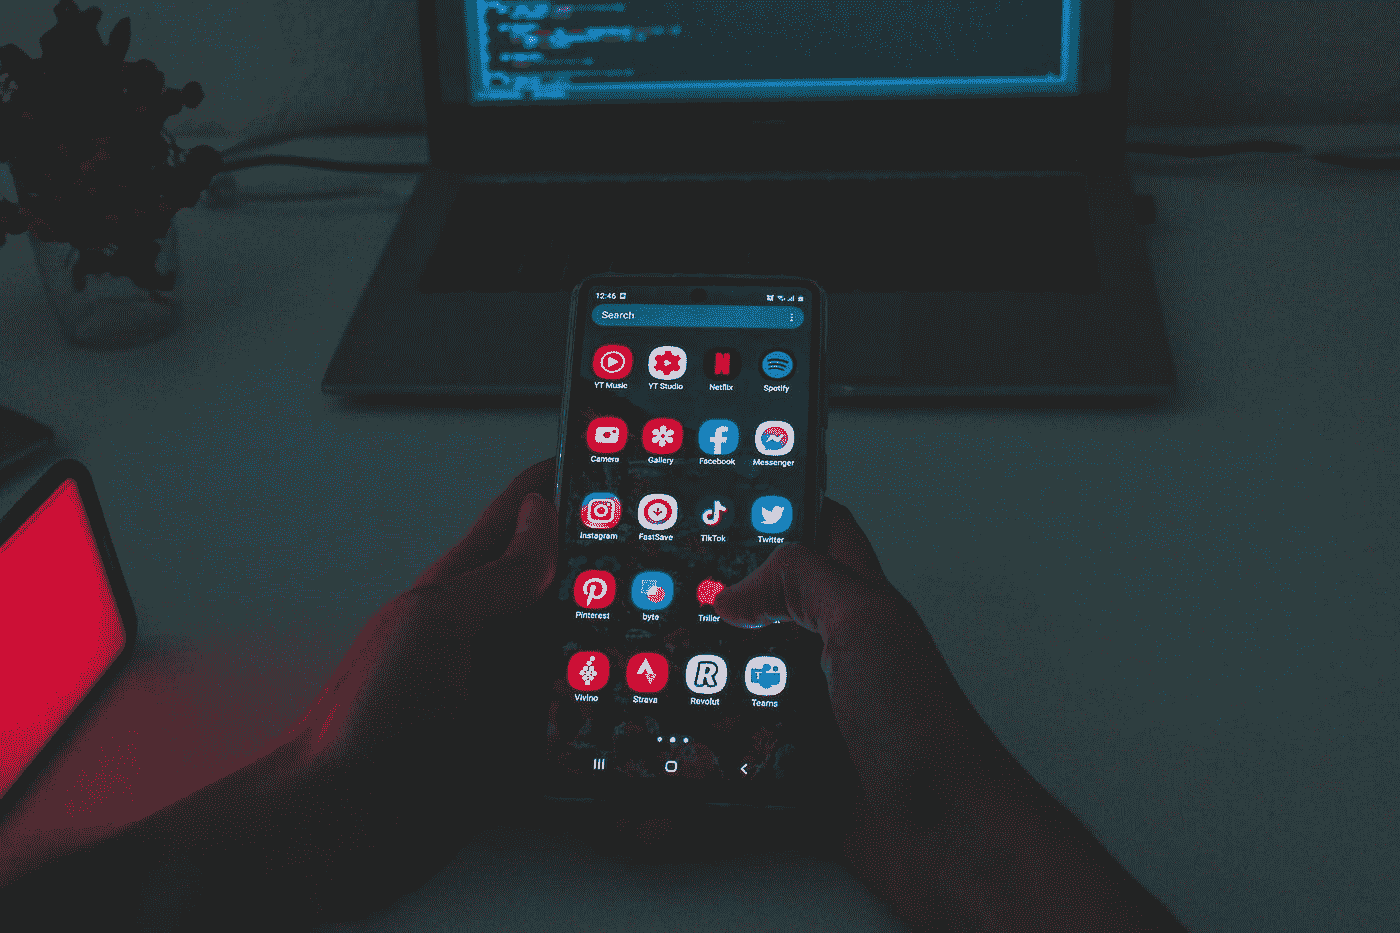 12:46
Search
YT Music YT Studio Netflix Spotify
Camera Gallery Facebook Messenger
Instagram FastSave TikTok Twitter
Pinterest byte Triller
Vivino Strava Revolut Teams